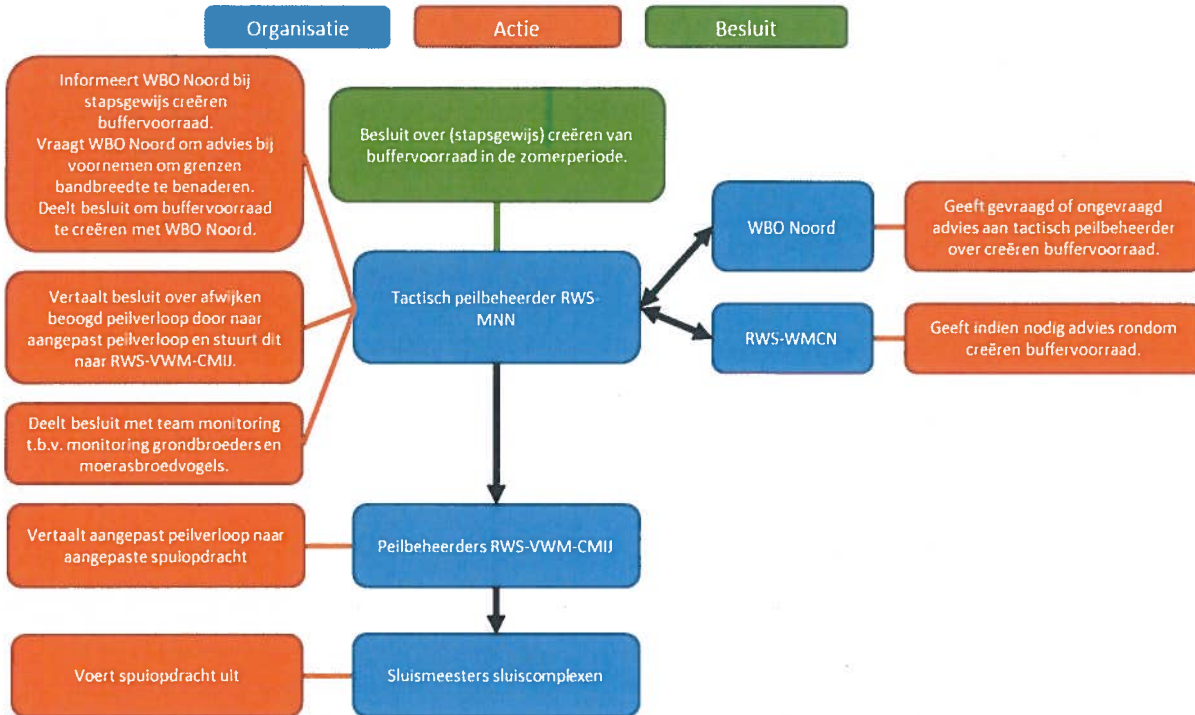 Organisatie
Actie
Besluit
Informeert WBO Noord bij
stapsgewijs creëren
buffervoorraad.
Vraagt WBO Noord om advies bij
voornemen om grenzen
bandbreedte te benaderen.
Deelt besluit om buffervoorraad
te creëren met WBO Noord.
Besluit over (stapsgewijs) creëren van
buffervoorraad in de zomerperiode.
WBO Noord
Geeft gevraagd of ongevraagd
advies aan tactisch peilbeheerder
over creëren buffervoorraad.
Vertaalt besluit over afwijken
beoogd peilverloop door naar
aangepast peilverloop en stuurt dit
naar RWS-VWM-CMIJ.
Tactisch peilbeheerder RWS-
MNN
RWS-WMCN
Geeft indien nodig advies rondom
creëren buffervoorraad.
Deelt besluit met team monitoring
t.b.v. monitoring grondbroeders en
moerasbroedvogels.
Vertaalt aangepast peilverloop naar
aangepaste spuiopdracht
Peilbeheerders RWS-VWM-CMIJ
Voert spuiopdracht uit
Sluismeesters sluiscomplexen